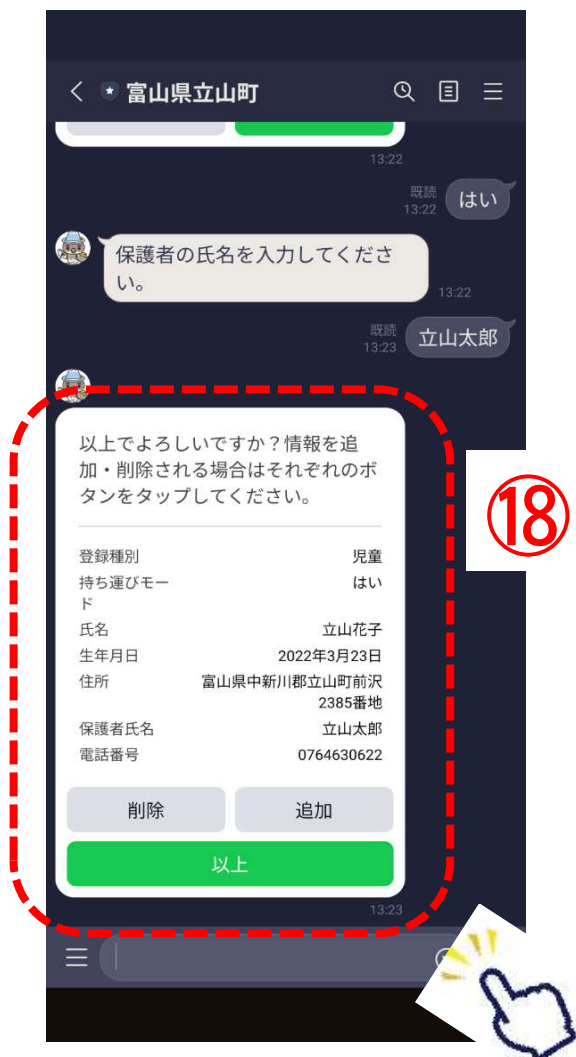 富山県立山町
13:22
既読
13:22
はい
保護者の氏名を入力してくださ
い。
13:22
既読
13:23
立山太郎
以上でよろしいですか？情報を追
加・削除される場合はそれぞれのボ
タンをタップしてください。
登録種別 児童
持ち運びモー はい
ド
氏名 立山花子
生年月日 2022年3月23日
住所 富山県中新川郡立山町前沢
2385番地
保護者氏名 立山太郎
電話番号 0764630622
削除 追加
以上
13:23
⑱